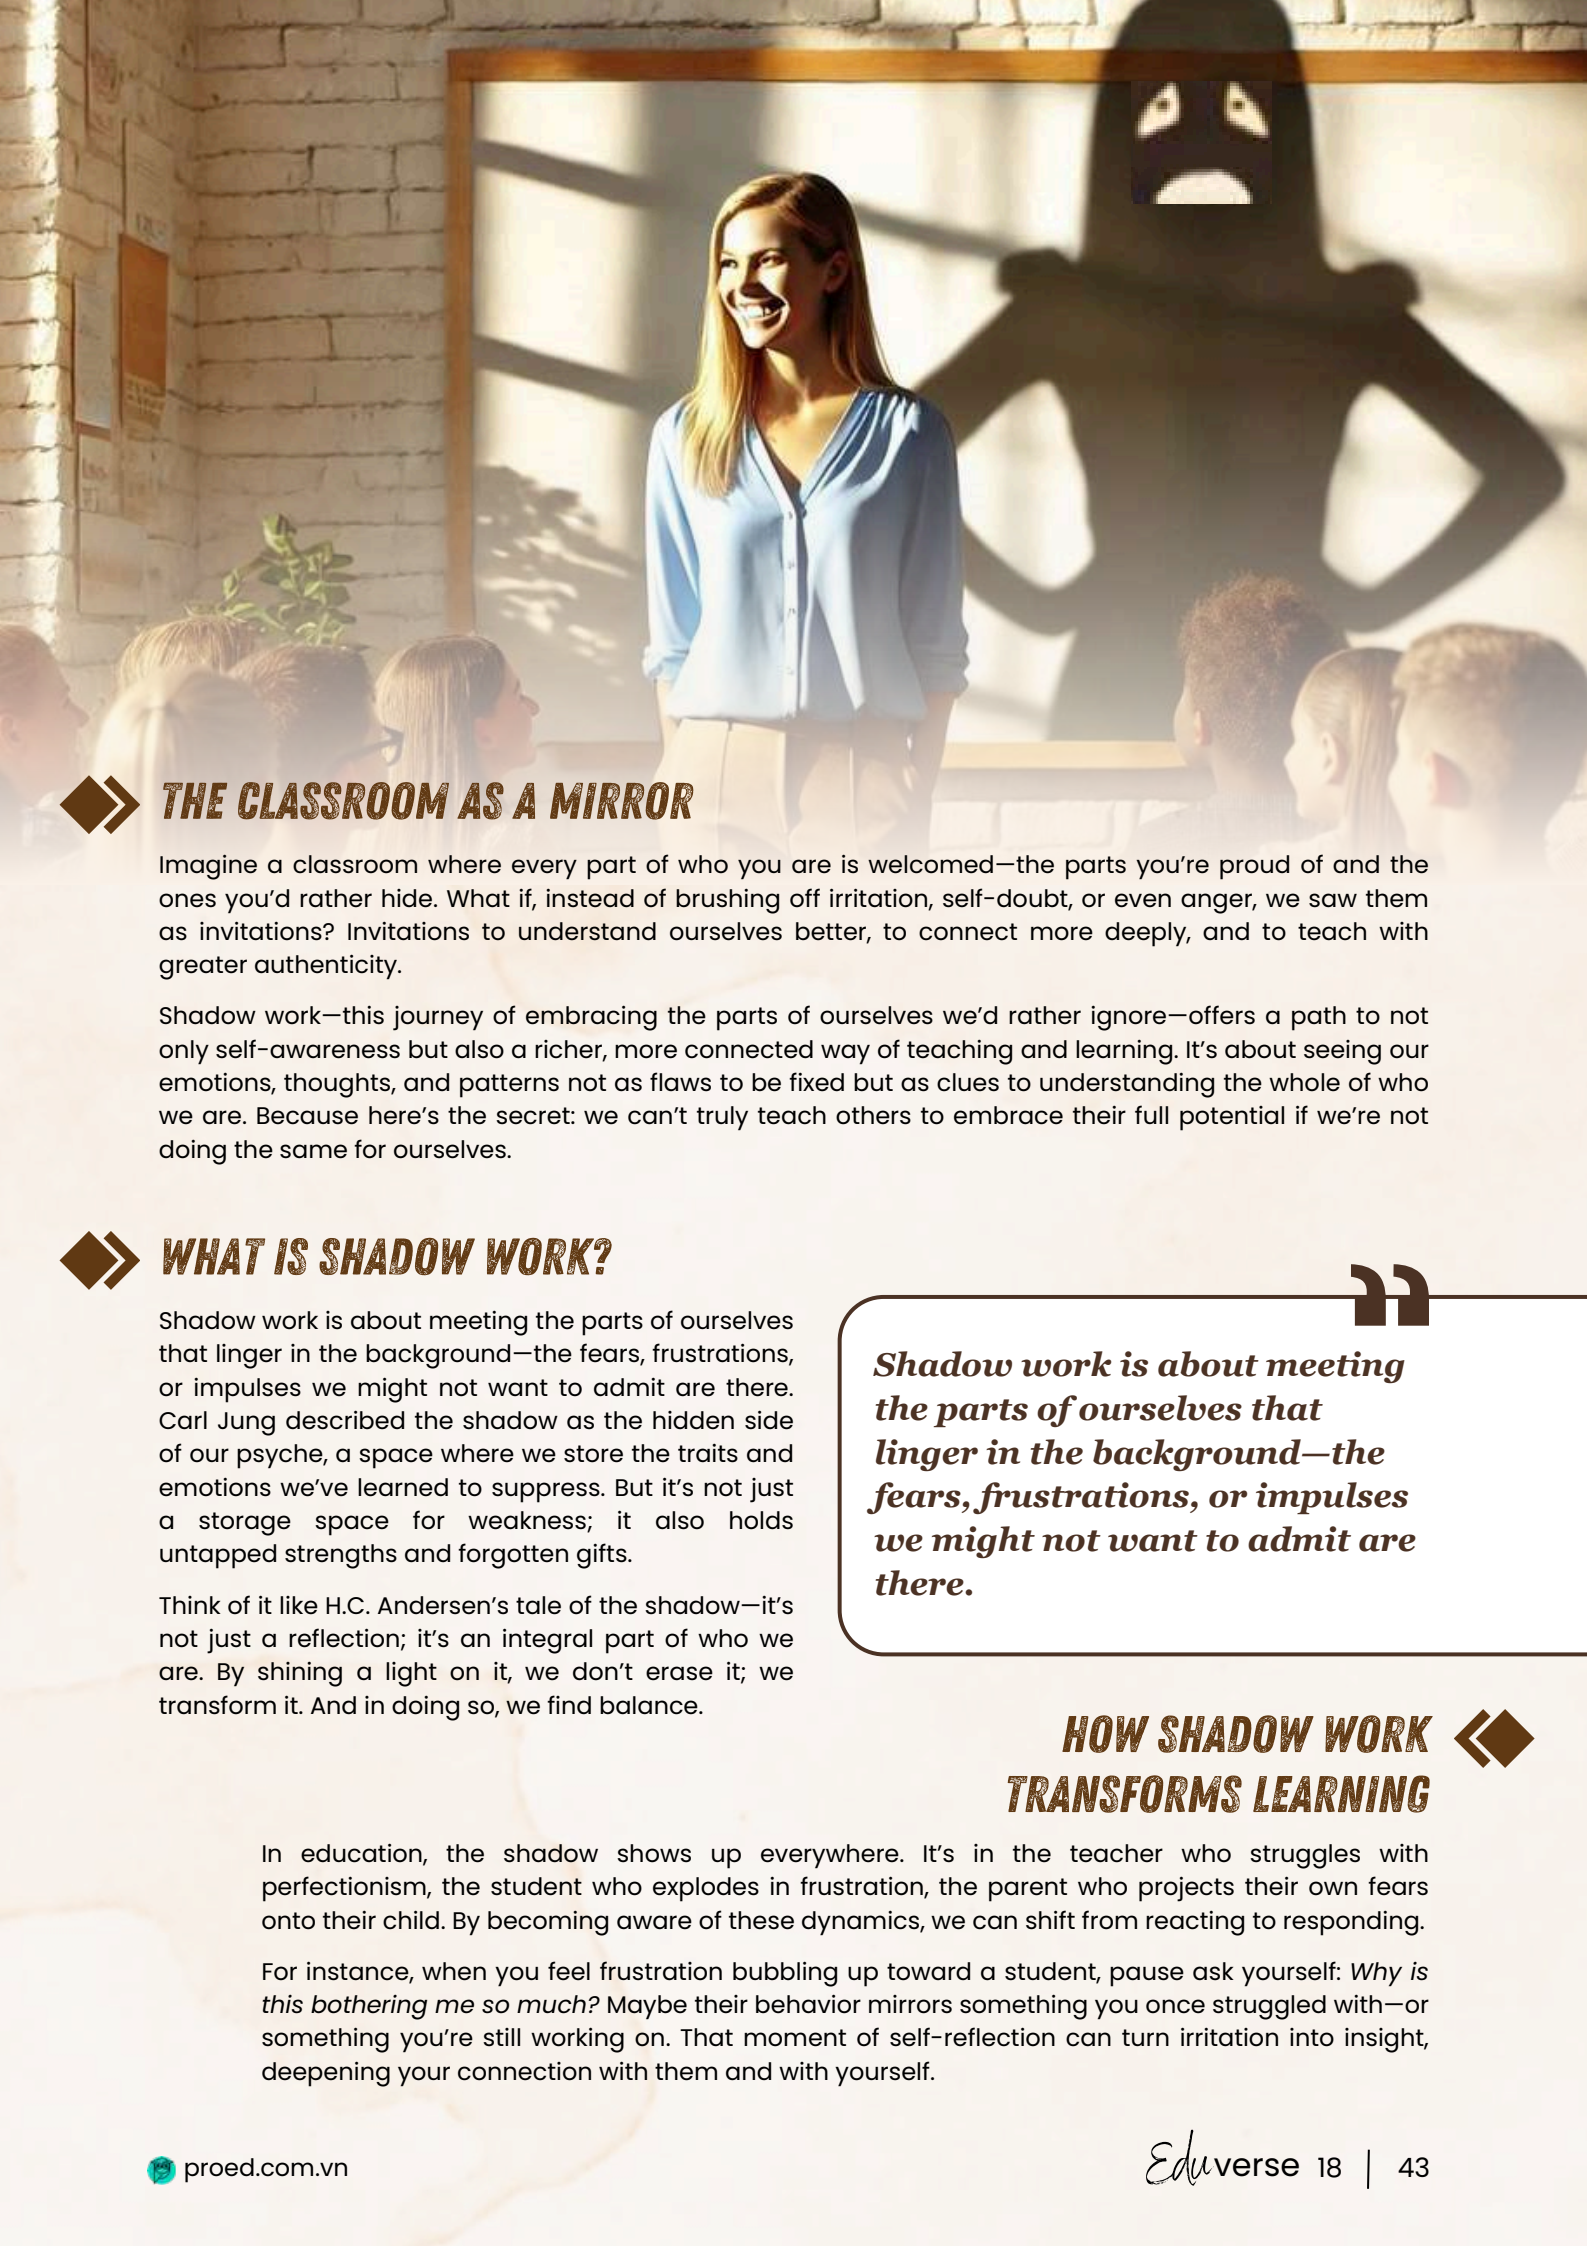 THE CLASSROOM AS A MIRROR
Imagine a classroom where every part of who you are is welcomed—the parts you’re proud of and the
ones you’d rather hide. What if, instead of brushing off irritation, self-doubt, or even anger, we saw them
as invitations? Invitations to understand ourselves better, to connect more deeply, and to teach with
greater authenticity.
Shadow work—this journey of embracing the parts of ourselves we’d rather ignore—offers a path to not
only self-awareness but also a richer, more connected way of teaching and learning. It’s about seeing our
emotions, thoughts, and patterns not as flaws to be fixed but as clues to understanding the whole of who
we are. Because here’s the secret: we can’t truly teach others to embrace their full potential if we’re not
doing the same for ourselves.
WHAT IS SHADOW WORK?
Shadow work is about meeting the parts of ourselves
that linger in the background—the fears, frustrations,
or impulses we might not want to admit are there.
Carl Jung described the shadow as the hidden side
of our psyche, a space where we store the traits and
emotions we’ve learned to suppress. But it’s not just
a storage space for weakness; it also holds
untapped strengths and forgotten gifts.
Think of it like H.C. Andersen’s tale of the shadow—it’s
not just a reflection; it’s an integral part of who we
are. By shining a light on it, we don’t erase it; we
transform it. And in doing so, we find balance.
"
Shadow work is about meeting
the parts of ourselves that
linger in the background—the
fears, frustrations, or impulses
we might not want to admit are
there.
HOW SHADOW WORK
TRANSFORMS LEARNING
In education, the shadow shows up everywhere. It’s in the teacher who struggles with
perfectionism, the student who explodes in frustration, the parent who projects their own fears
onto their child. By becoming aware of these dynamics, we can shift from reacting to responding.
For instance, when you feel frustration bubbling up toward a student, pause ask yourself: Why is
this bothering me so much? Maybe their behavior mirrors something you once struggled with—or
something you’re still working on. That moment of self-reflection can turn irritation into insight,
deepening your connection with them and with yourself.
proed.com.vn
Eduverse 18 | 43